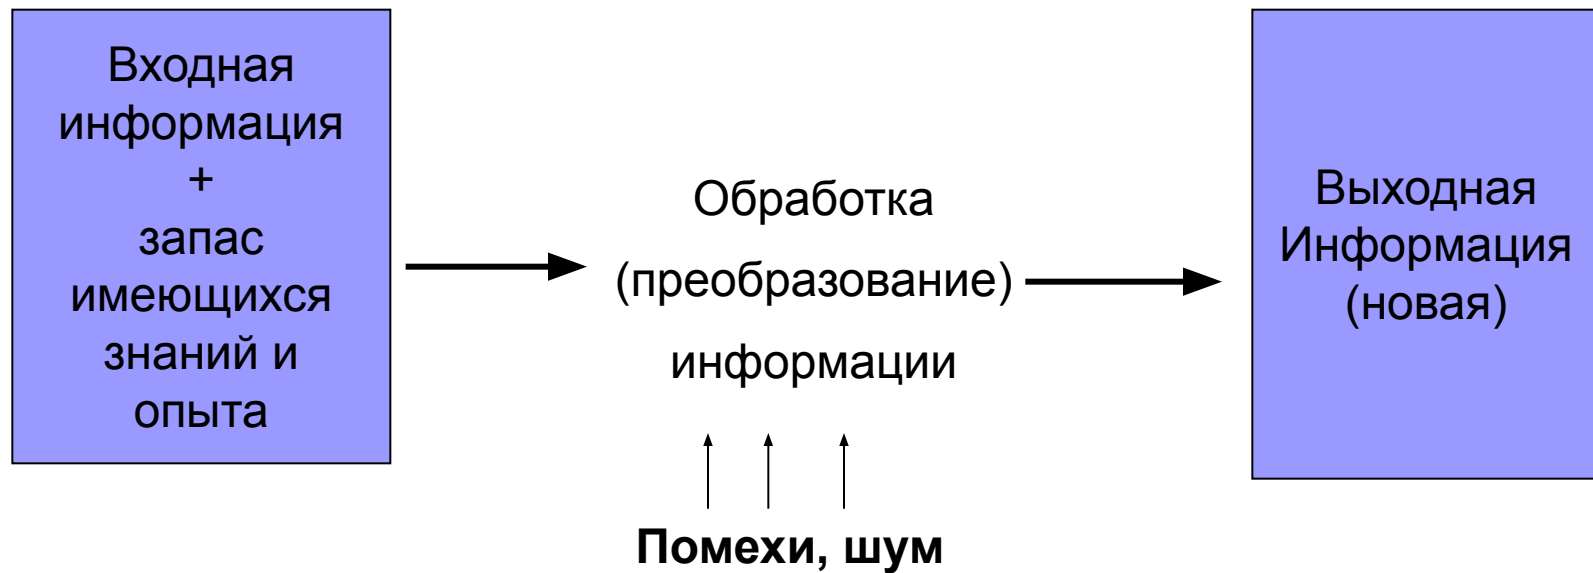 Входная
информация
+
запас
имеющихся
знаний и
опыта
Обработка
(преобразование)
информации
Помехи, шум
Выходная
Информация
(новая)